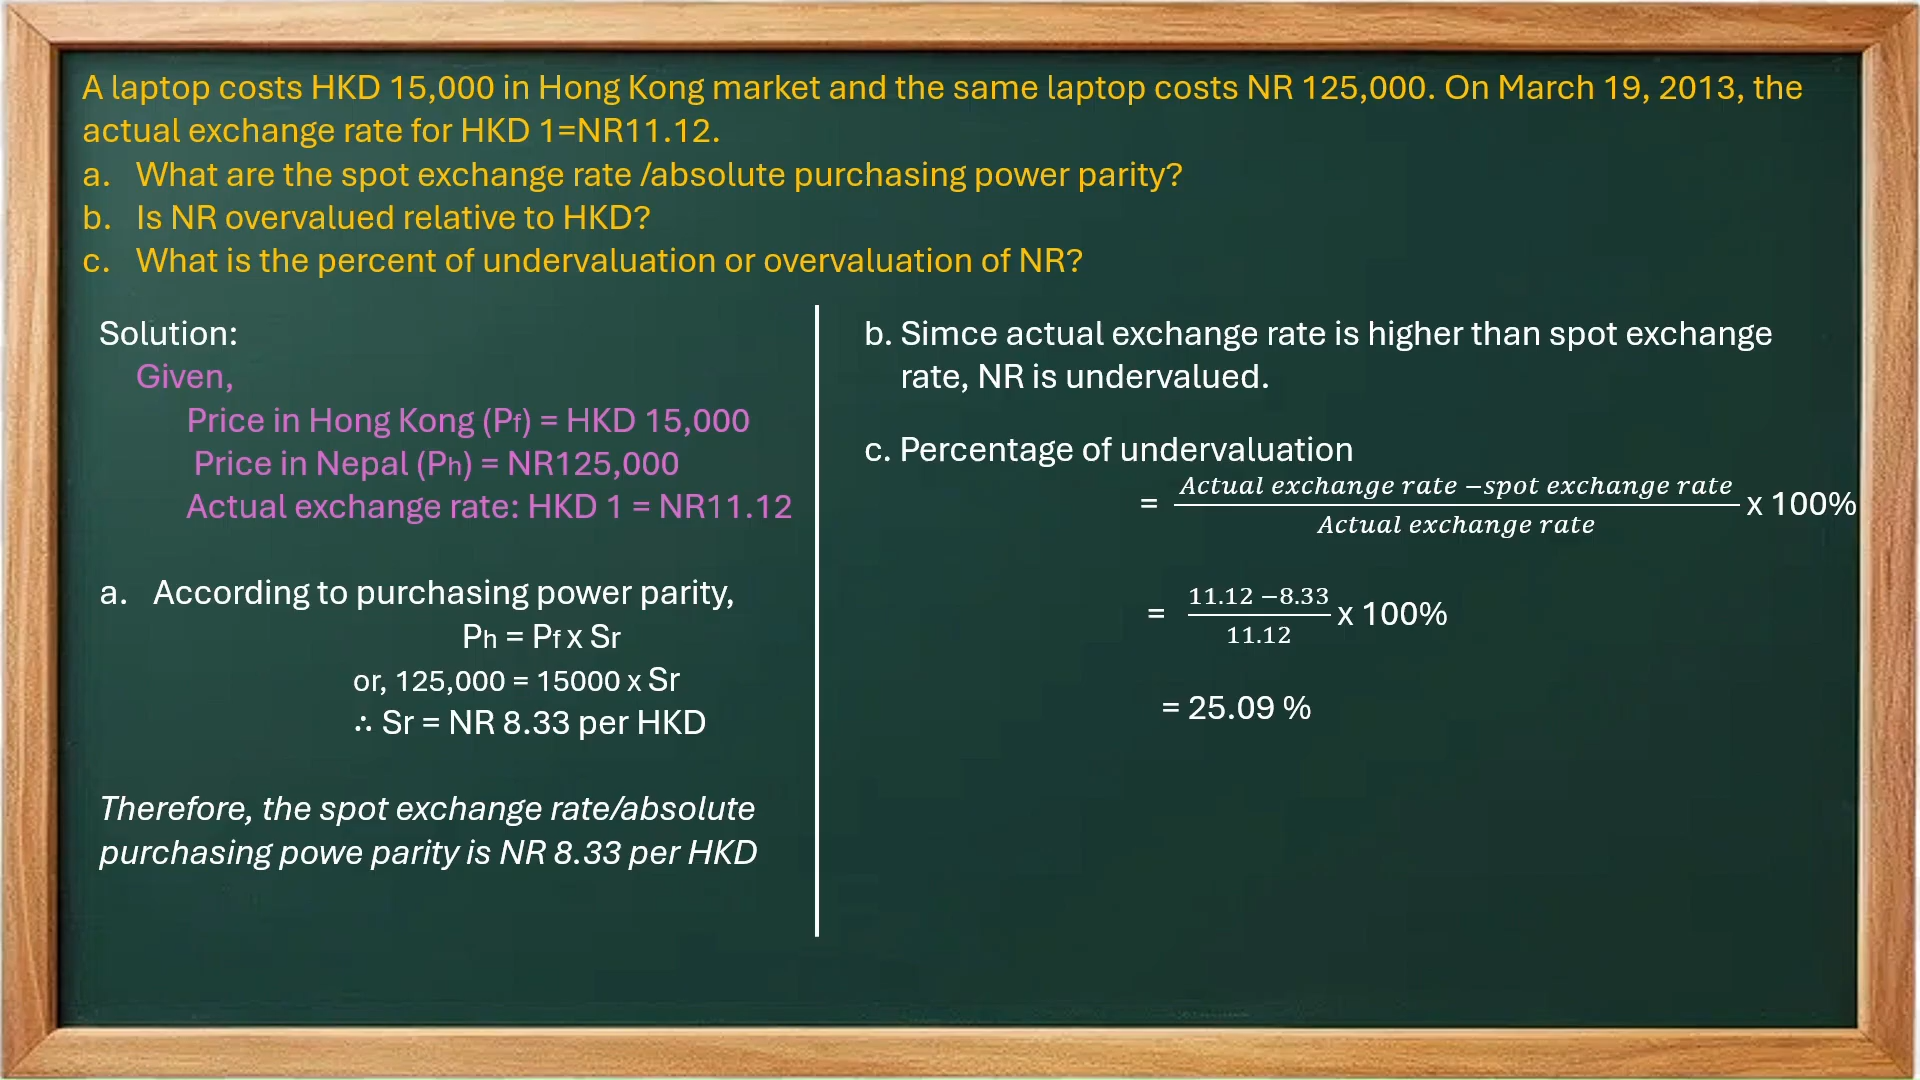 A laptop costs HKD 15,000 in Hong Kong market and the same laptop costs NR 125,000. On March 19, 2013, the
actual exchange rate for HKD 1=NR11.12.
a. What are the spot exchange rate /absolute purchasing power parity?
b. Is NR overvalued relative to HKD?
c. What is the percent of undervaluation or overvaluation of NR?
Solution:
Given,
Price in Hong Kong (Pf) = HKD 15,000
Price in Nepal (Ph) = NR125,000
Actual exchange rate: HKD 1 = NR11.12
a. According to purchasing power parity,
Ph = Pf x Sr
or, 125,000 = 15000 x Sr
∴ Sr = NR 8.33 per HKD
Therefore, the spot exchange rate/absolute
purchasing powe parity is NR 8.33 per HKD
b. Simce actual exchange rate is higher than spot exchange
rate, NR is undervalued.
c. Percentage of undervaluation
= Actual exchange rate −spot exchange rate / Actual exchange rate x 100%
= 11.12 −8.33 / 11.12 x 100%
= 25.09 %